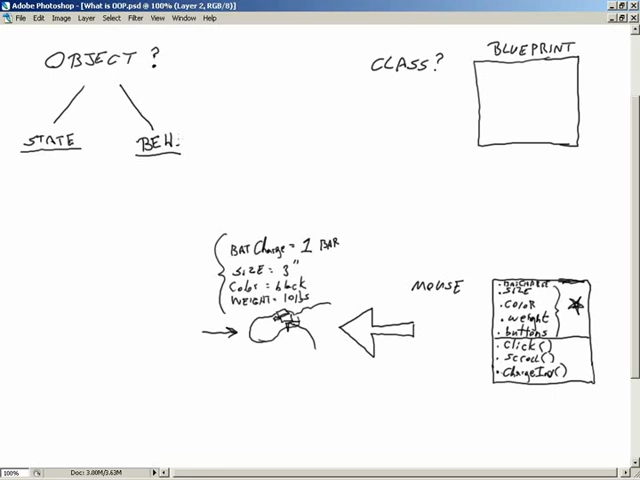 Adobe Photoshop - [What is OOP.psd @ 100% (Layer 2, RGB/8)]
File Edit Image Layer Select Filter View Window Help
OBJECT ?
STATE
BEH.
CLASS?
BLUEPRINT
BAT Charge = 1 BAR
SIZE = 3"
Color = black
WEIGHT = 10lbs
MOUSE
. SIZE
. COLOR
. weight
. buttons
. Click()
. Scroll()
100% Doc: 3.00M/3.63M